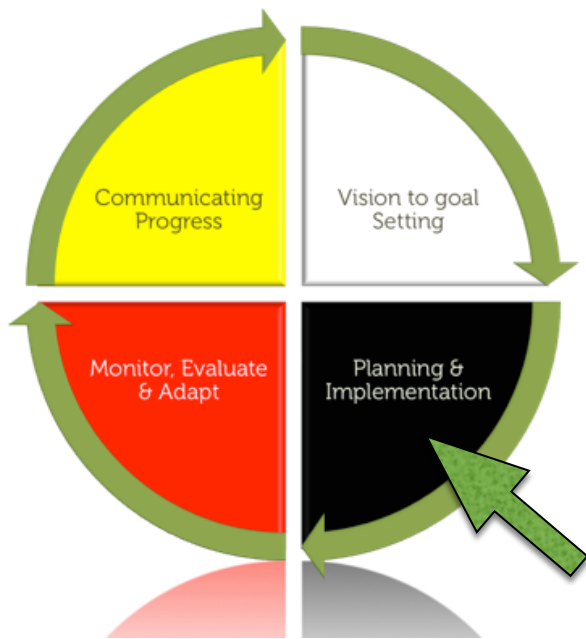 Communicating
Progress
Vision to goal
Setting
Monitor, Evaluate
& Adapt
Planning &
Implementation